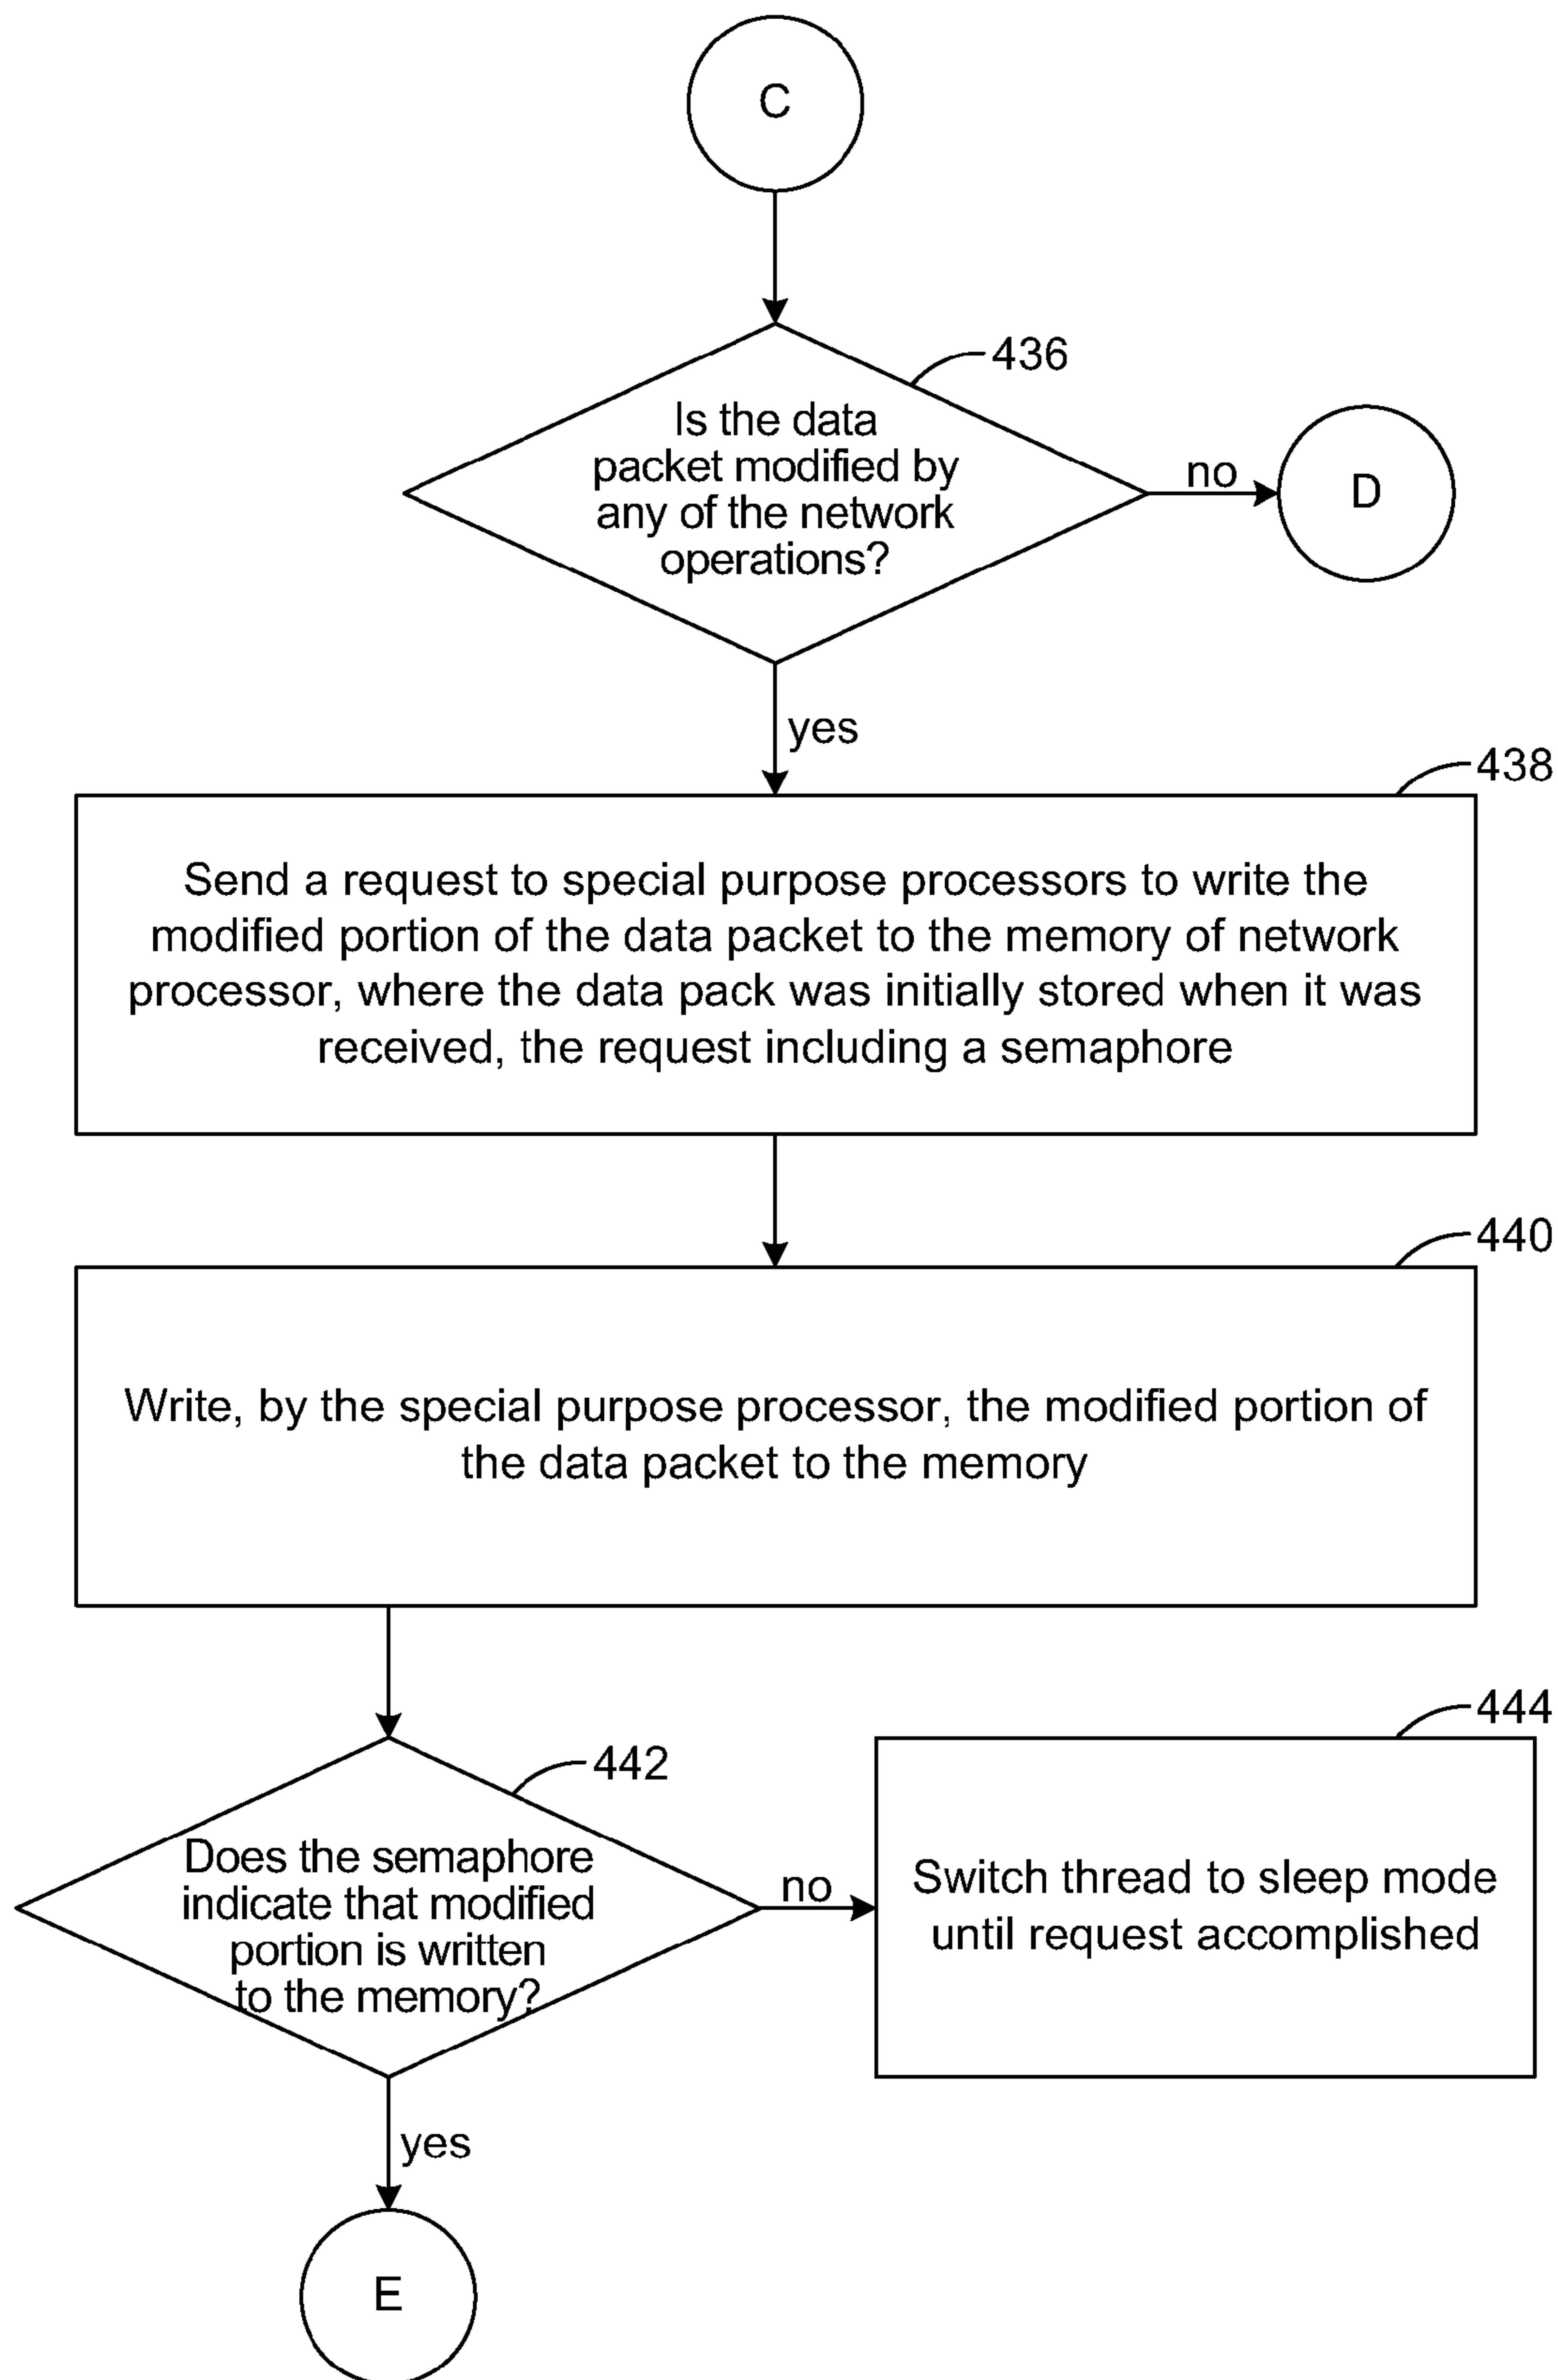 C
436
Is the data
packet modified by
any of the network
operations?
no
D
yes
438
Send a request to special purpose processors to write the
modified portion of the data packet to the memory of network
processor, where the data pack was initially stored when it was
received, the request including a semaphore
440
Write, by the special purpose processor, the modified portion of
the data packet to the memory
442
Does the semaphore
indicate that modified
portion is written
to the memory?
no
444
Switch thread to sleep mode
until request accomplished
yes
E